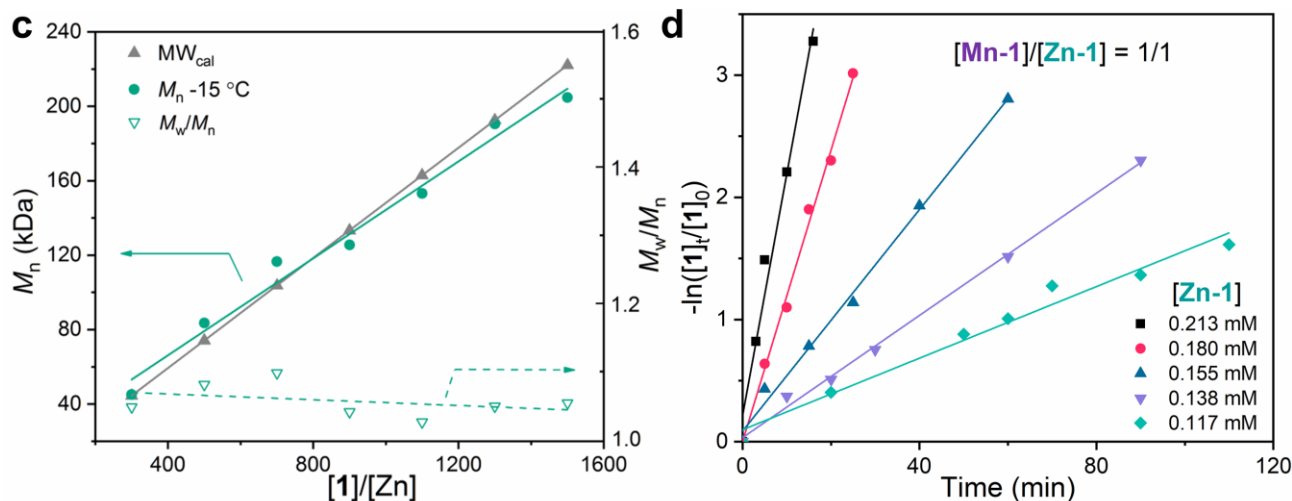 c
240
200
160
120
80
40
Mn (kDa)
MWcal
Mn -15 °C
Mw/Mn
1.6
1.4
1.2
1.0
Mw/Mn
400 800 1200 1600
[1]/[Zn]
d
3
2
1
0
-ln([1]t/[1]0)
[Mn-1]/[Zn-1] = 1/1
[Zn-1]
0.213 mM
0.180 mM
0.155 mM
0.138 mM
0.117 mM
0 40 80 120
Time (min)